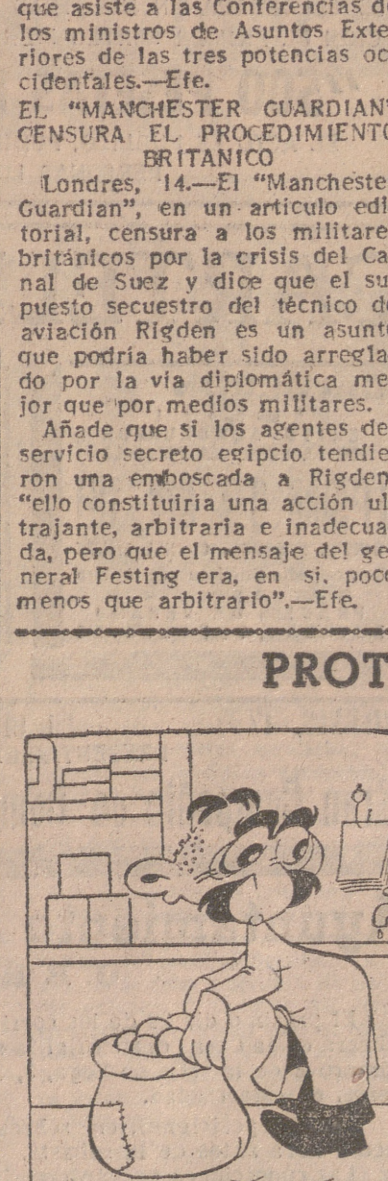 que asiste a las Conferencias d
los ministros de Asuntos Exte
riores de las tres potencias oc
cidentales.—Efe.
EL “MANCHESTER GUARDIAN”
CENSURA EL PROCEDIMIENTO
BRITANICO
Londres, 14.—El “Mancheste
Guardian”, en un artículo edi
torial, censura a los militare
británicos por la crisis del Ca
nal de Suez y dice que el su
puesto secuestro del técnico d
aviación Rigden es un asunt
que podría haber sido arregla
do por la vía diplomática me
jor que por medios militares.
Añade que si los agentes de
servicio secreto egipcio tendie
ron una emboscada a Rigden
“ello constituiría una acción ul
trajante, arbitraria e inadecua
da, pero que el mensaje del ge
neral Festing era, en si, poco
menos que arbitrario”.—Efe.
PROT